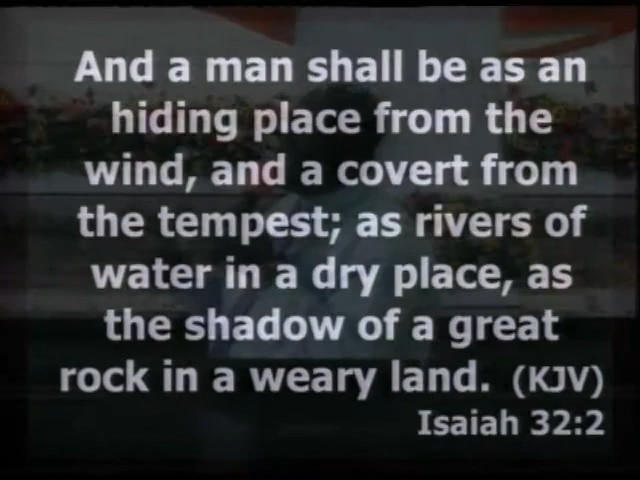 And a man shall be as an
hiding place from the
wind, and a covert from
the tempest; as rivers of
water in a dry place, as
the shadow of a great
rock in a weary land. (KJV)
Isaiah 32:2